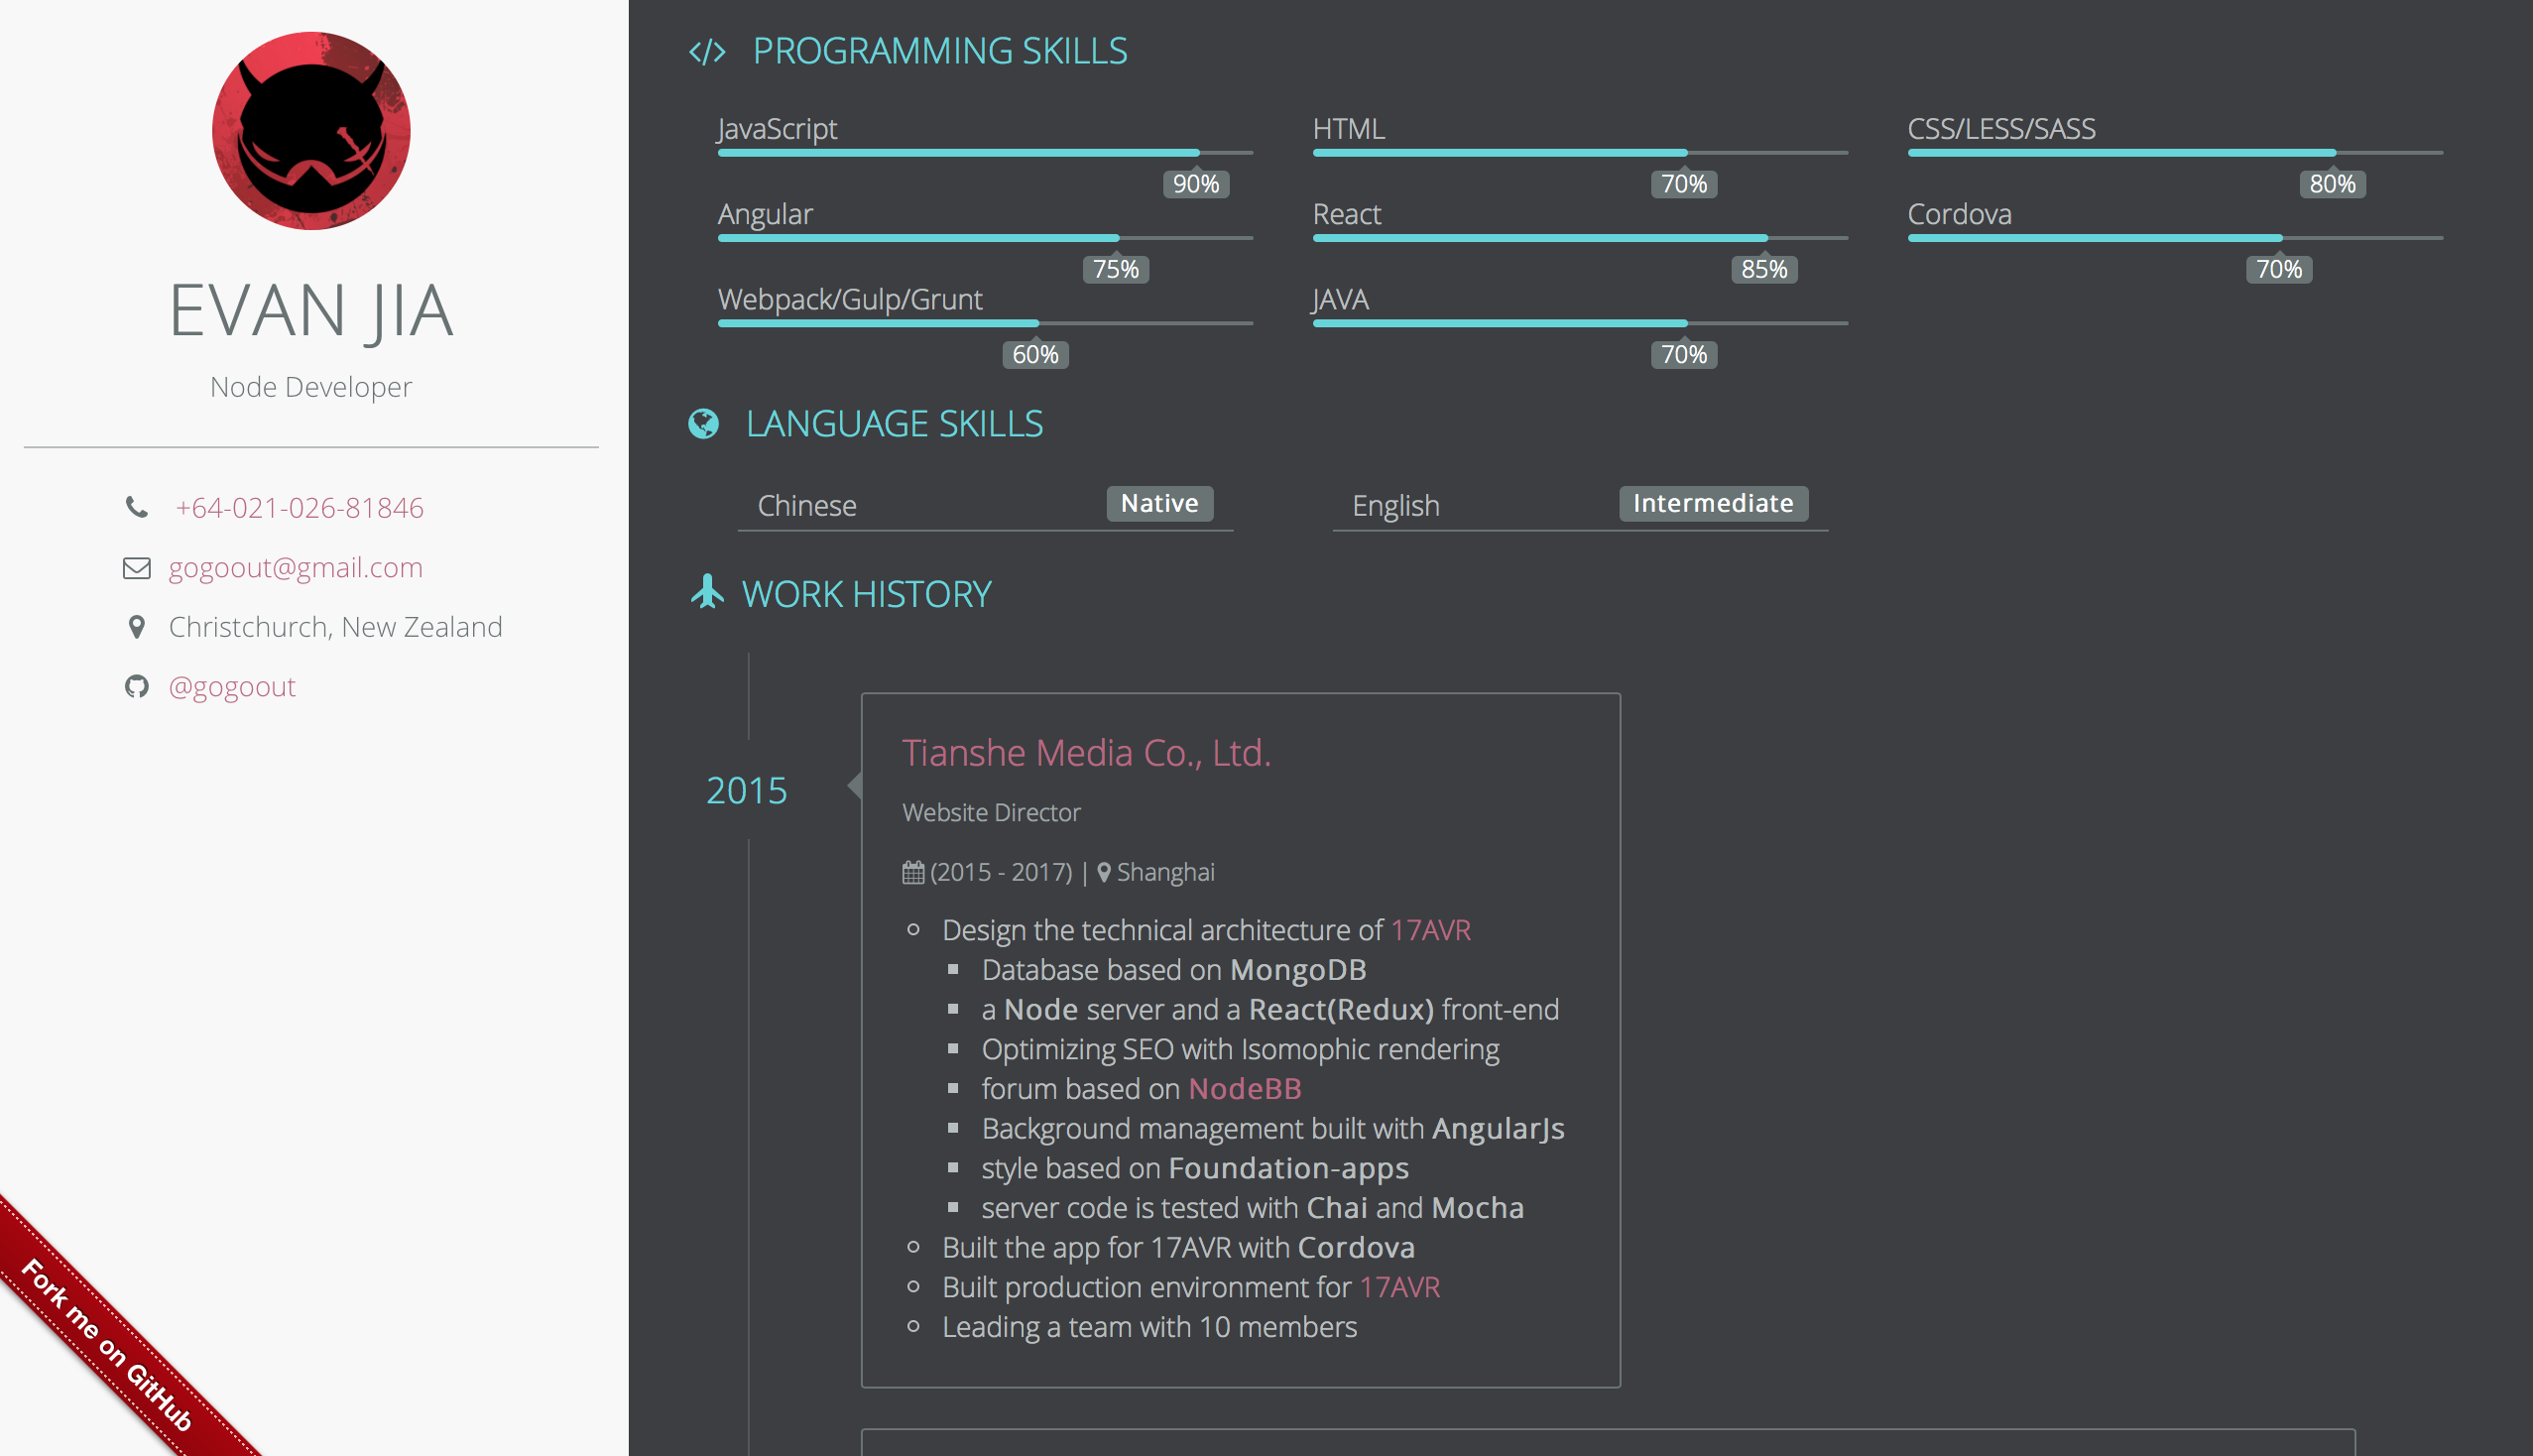 EVAN JIA
Node Developer
+64-021-026-81846
gogoout@gmail.com
Christchurch, New Zealand
@gogoout
Fork me on GitHub
PROGRAMMING SKILLS
JavaScript
90%
HTML
70%
CSS/LESS/SASS
80%
Angular
75%
React
85%
Cordova
70%
Webpack/Gulp/Grunt
60%
JAVA
70%
LANGUAGE SKILLS
Chinese Native
English Intermediate
WORK HISTORY
2015
Tianshe Media Co., Ltd.
Website Director
(2015 - 2017) | Shanghai
Design the technical architecture of 17AVR
Database based on MongoDB
a Node server and a React(Redux) front-end
Optimizing SEO with Isomophic rendering
forum based on NodeBB
Background management built with AngularJs
style based on Foundation-apps
server code is tested with Chai and Mocha
Built the app for 17AVR with Cordova
Built production environment for 17AVR
Leading a team with 10 members